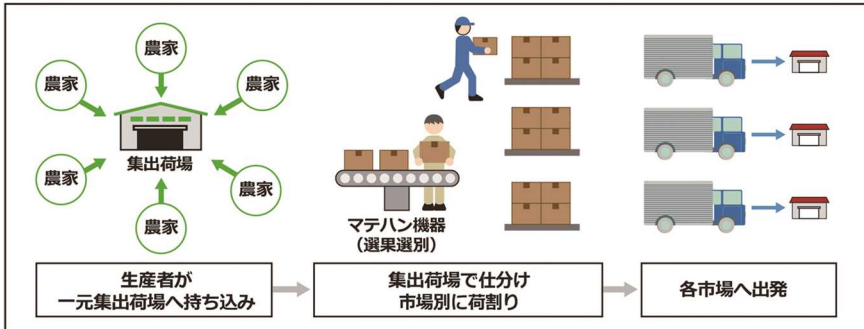 農家
農家
農家
農家
農家
農家
集出荷場
マテハン機器
（選果選別）
生産者が
一元集出荷場へ持ち込み
集出荷場で仕分け
市場別に荷割り
各市場へ出発